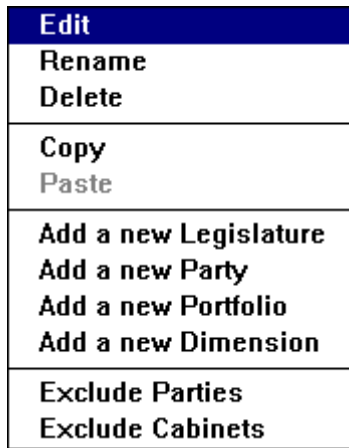 Edit
Rename
Delete
Copy
Paste
Add a new Legislature
Add a new Party
Add a new Portfolio
Add a new Dimension
Exclude Parties
Exclude Cabinets